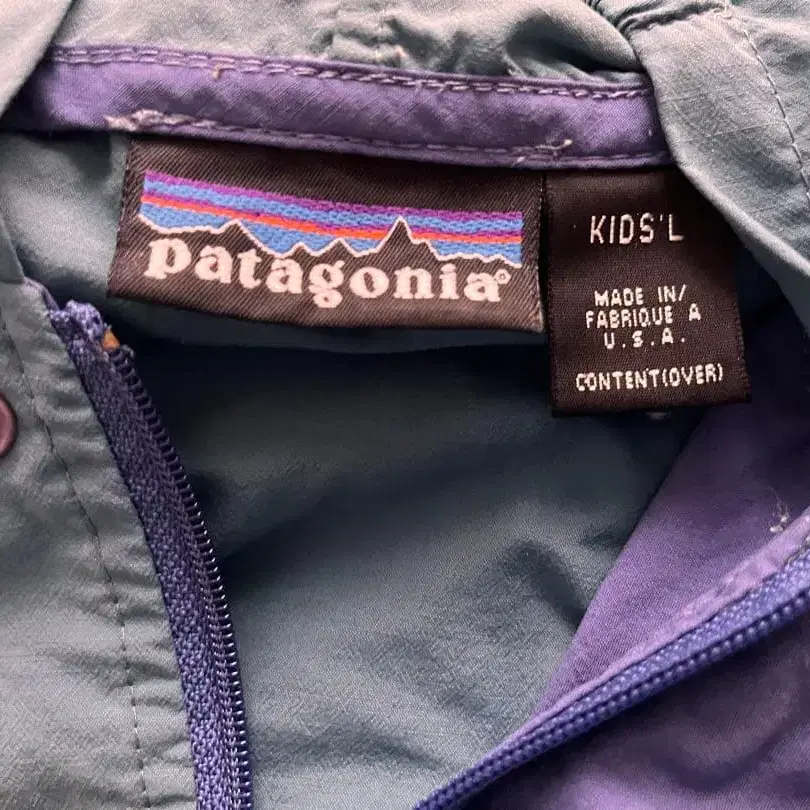 patagonia®
KIDS'L
MADE IN/
FABRIQUE A
U.S.A.
CONTENT(OVER)